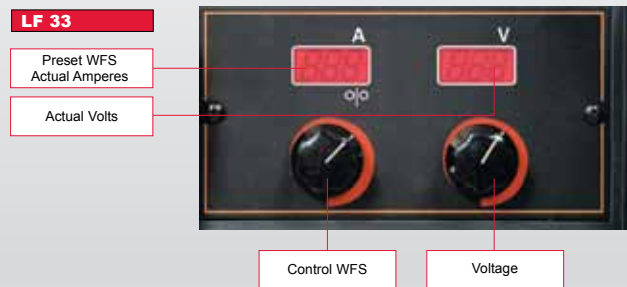 LF 33
A
V
Preset WFS
Actual Amperes
Actual Volts
Control WFS
Voltage